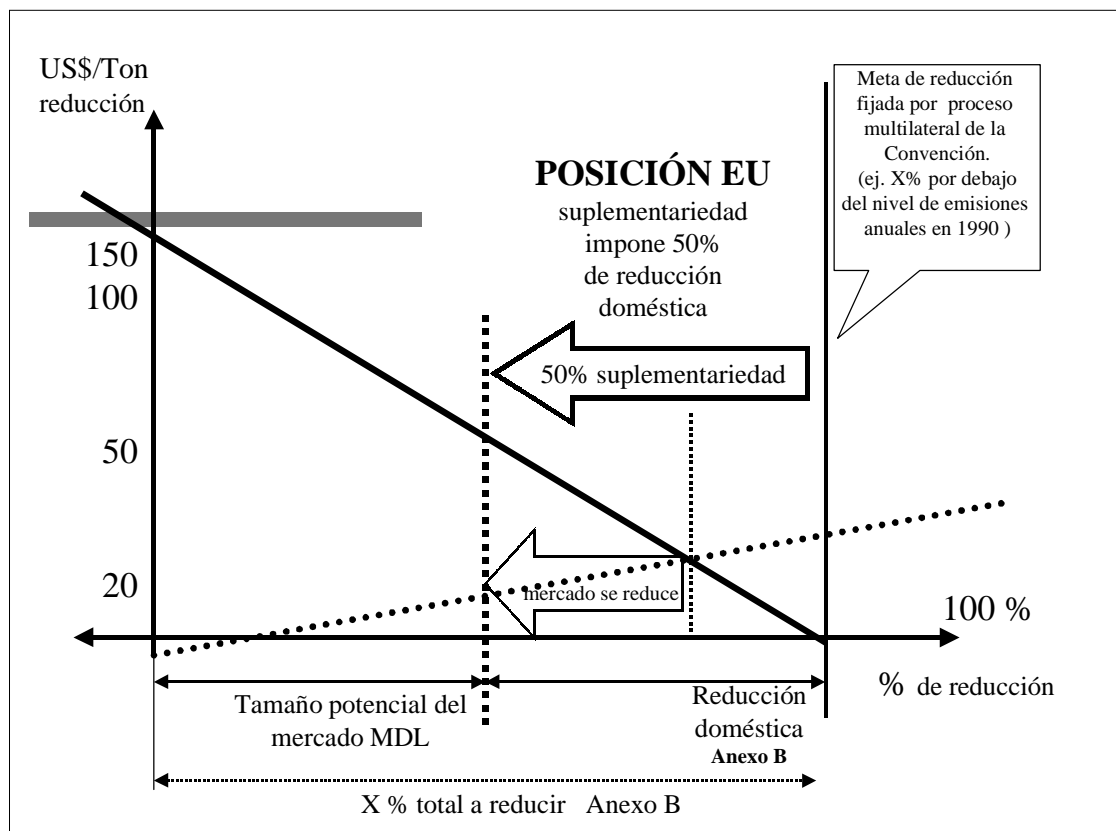 US$/Ton
reducción
Meta de reducción
fijada por proceso
multilateral de la
Convención.
(ej. X% por debajo
del nivel de emisiones
anuales en 1990 )
POSICIÓN EU
suplementariedad
impone 50%
de reducción
doméstica
150
100
50% suplementariedad
50
20
mercado se reduce
100 %
% de reducción
Tamaño potencial del
mercado MDL
Reducción
doméstica
Anexo B
X % total a reducir Anexo B